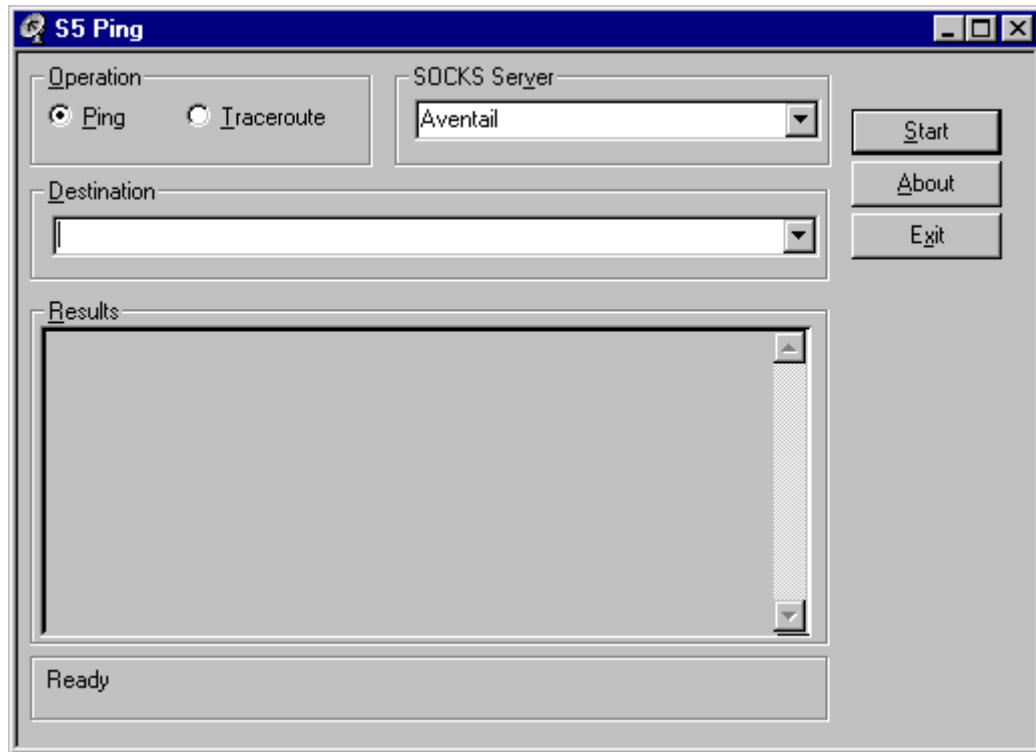 S5 Ping
Operation
Ping Traceroute
SOCKS Server
Aventail
Start
About
Exit
Destination
Results
Ready